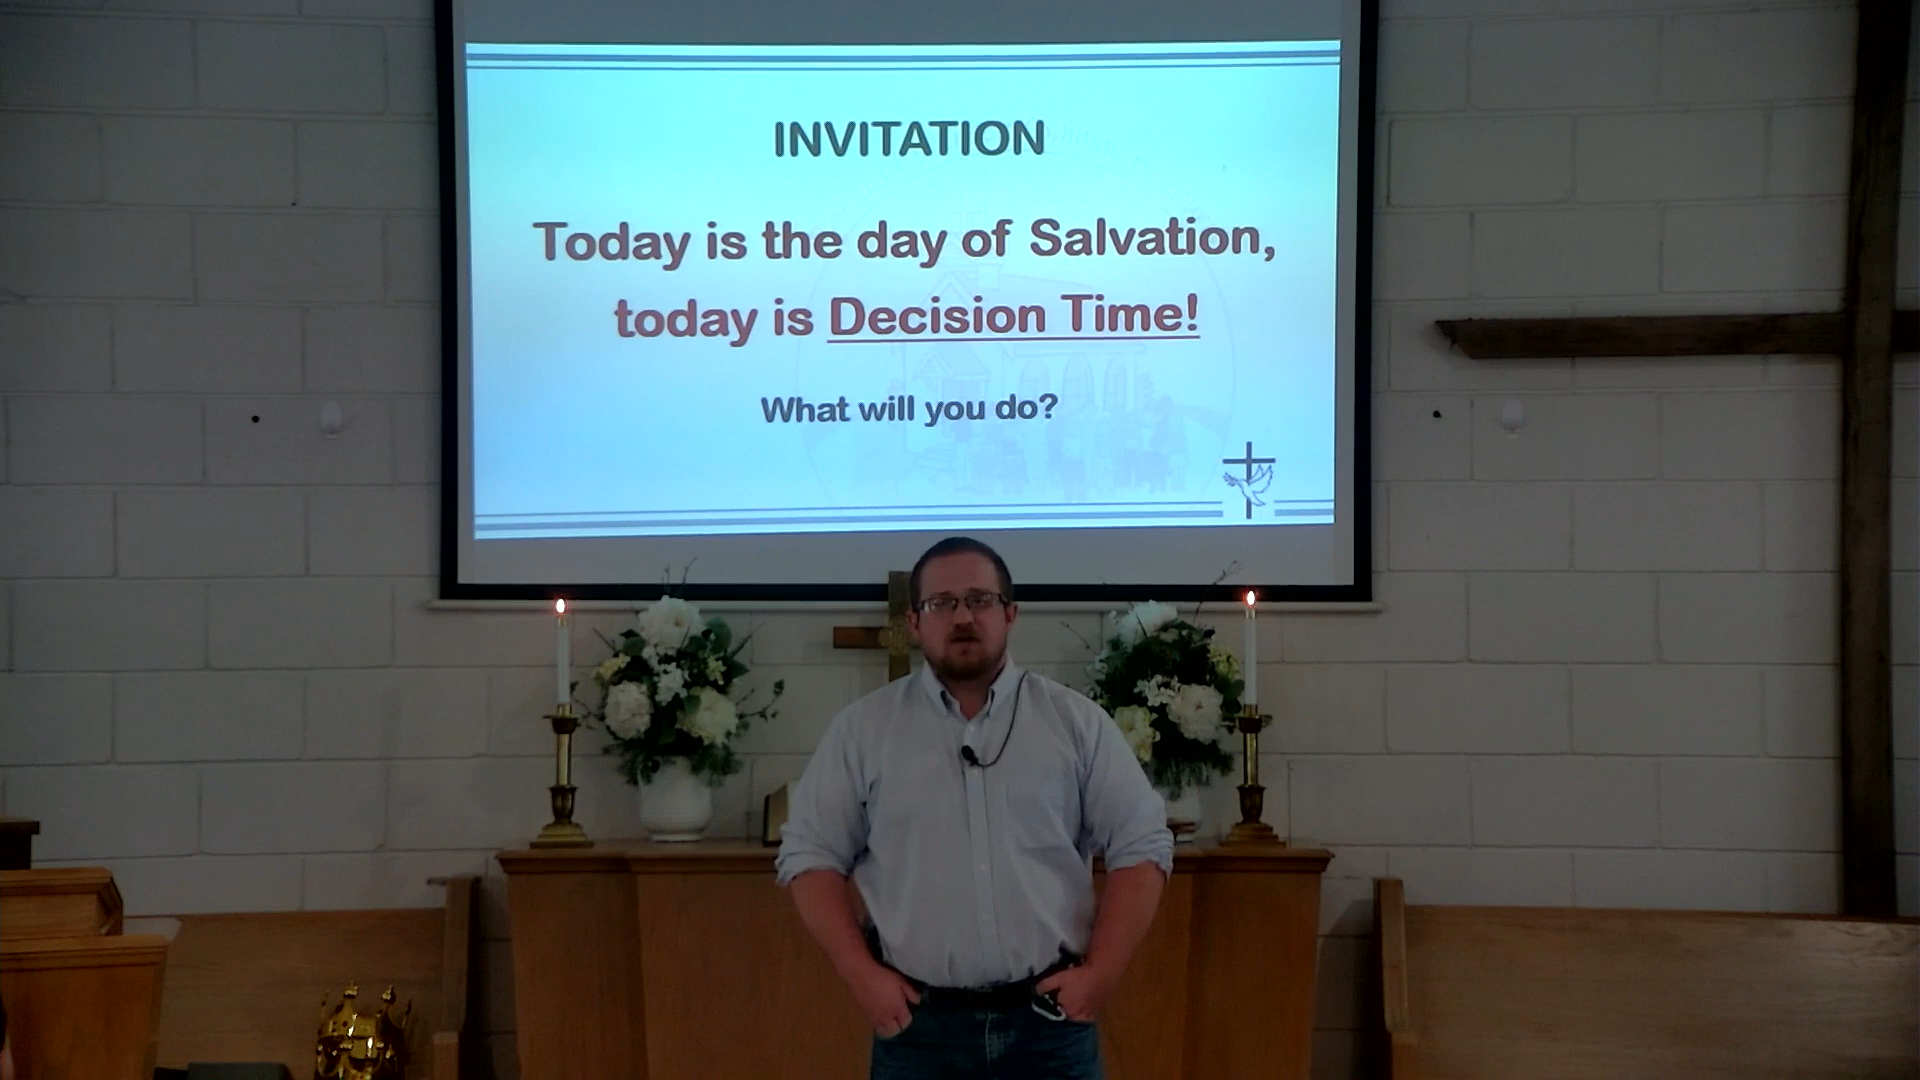 INVITATION
Today is the day of Salvation,
today is Decision Time!
What will you do?